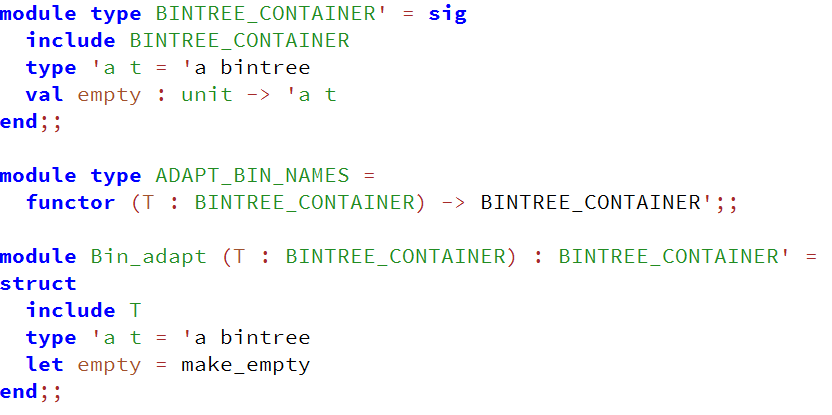 module type BINTREE_CONTAINER' = sig
  include BINTREE_CONTAINER
  type 'a t = 'a bintree
  val empty : unit -> 'a t
end;;

module type ADAPT_BIN_NAMES =
  functor (T : BINTREE_CONTAINER) -> BINTREE_CONTAINER';;

module Bin_adapt (T : BINTREE_CONTAINER) : BINTREE_CONTAINER' =
struct
  include T
  type 'a t = 'a bintree
  let empty = make_empty
end;;